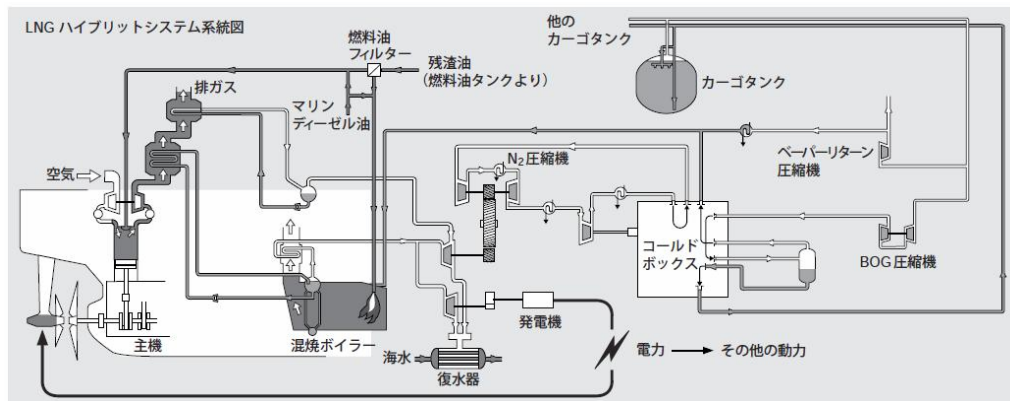 LNG ハイブリットシステム系統図
燃料油
フィルター
残渣油
(燃料油タンクより)
他の
カーゴタンク
カーゴタンク
排ガス
マリン
ディーゼル油
空気
N2圧縮機
ベーパーリターン
圧縮機
コールド
ボックス
BOG 圧縮機
主機
混焼ボイラー
発電機
海水
復水器
電力
その他の動力